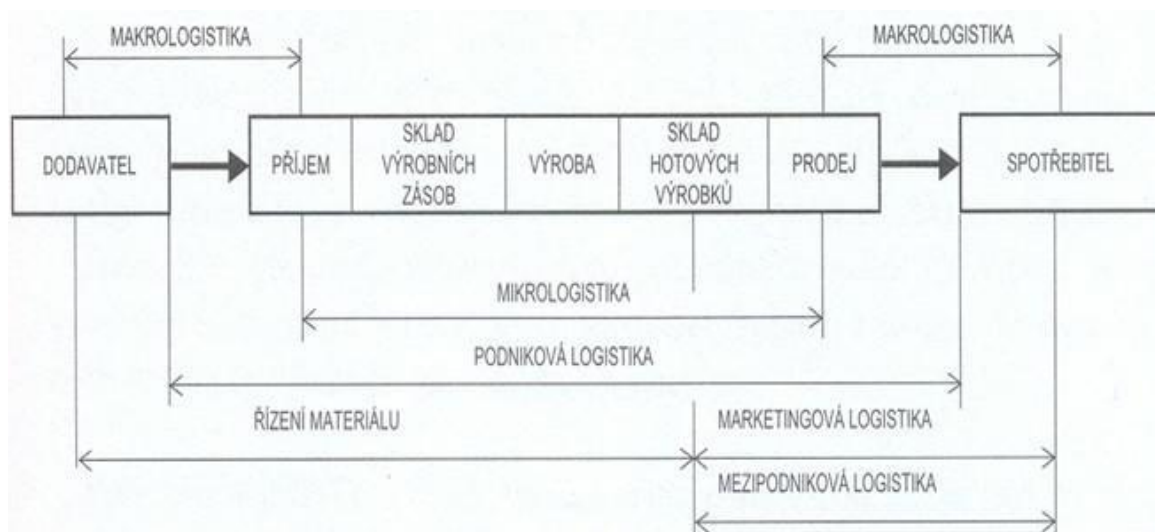 MAKROLOGISTIKA
MAKROLOGISTIKA
DODAVATEL
PŘÍJEM
SKLAD
VÝROBNÍCH
ZÁSOB
VÝROBA
SKLAD
HOTOVÝCH
VÝROBKŮ
PRODEJ
SPOTŘEBITEL
MIKROLOGISTIKA
PODNIKOVÁ LOGISTIKA
ŘÍZENÍ MATERIÁLU
MARKETINGOVÁ LOGISTIKA
MEZIPODNIKOVÁ LOGISTIKA